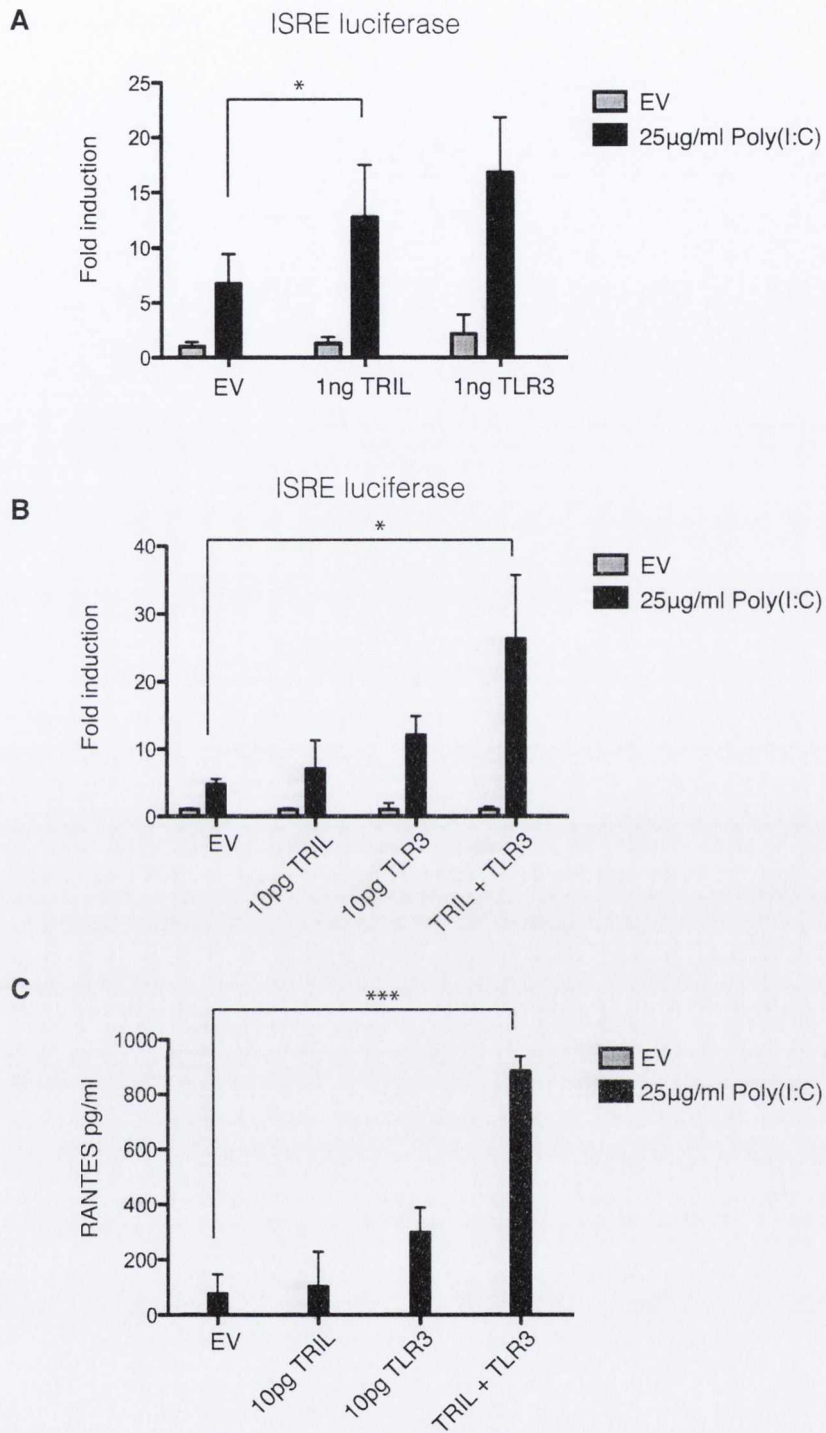 A
ISRE luciferase
*
25
20
15
10
5
0
Fold induction
EV
1ng TRIL
1ng TLR3
EV
25µg/ml Poly(I:C)
B
ISRE luciferase
*
40
30
20
10
0
Fold induction
EV
10pg TRIL
10pg TLR3
TRIL + TLR3
EV
25µg/ml Poly(I:C)
C
***
1000
800
600
400
200
0
RANTES pg/ml
EV
10pg TRIL
10pg TLR3
TRIL + TLR3
EV
25µg/ml Poly(I:C)